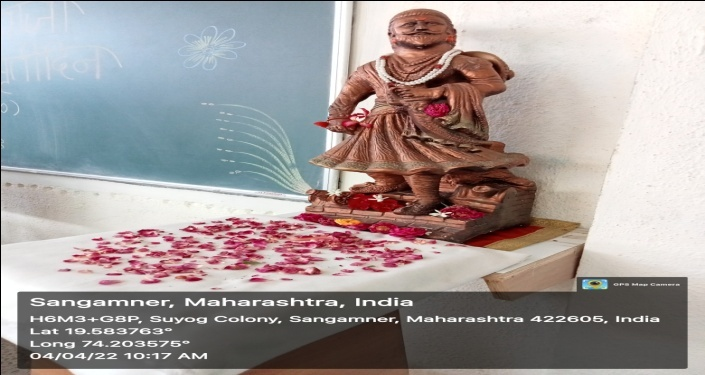 GPS Map Camera
Sangamner, Maharashtra, India
H6M3+G8P, Suyog Colony, Sangamner, Maharashtra 422605, India
Lat 19.583763°
Long 74.203575°
04/04/22 10:17 AM